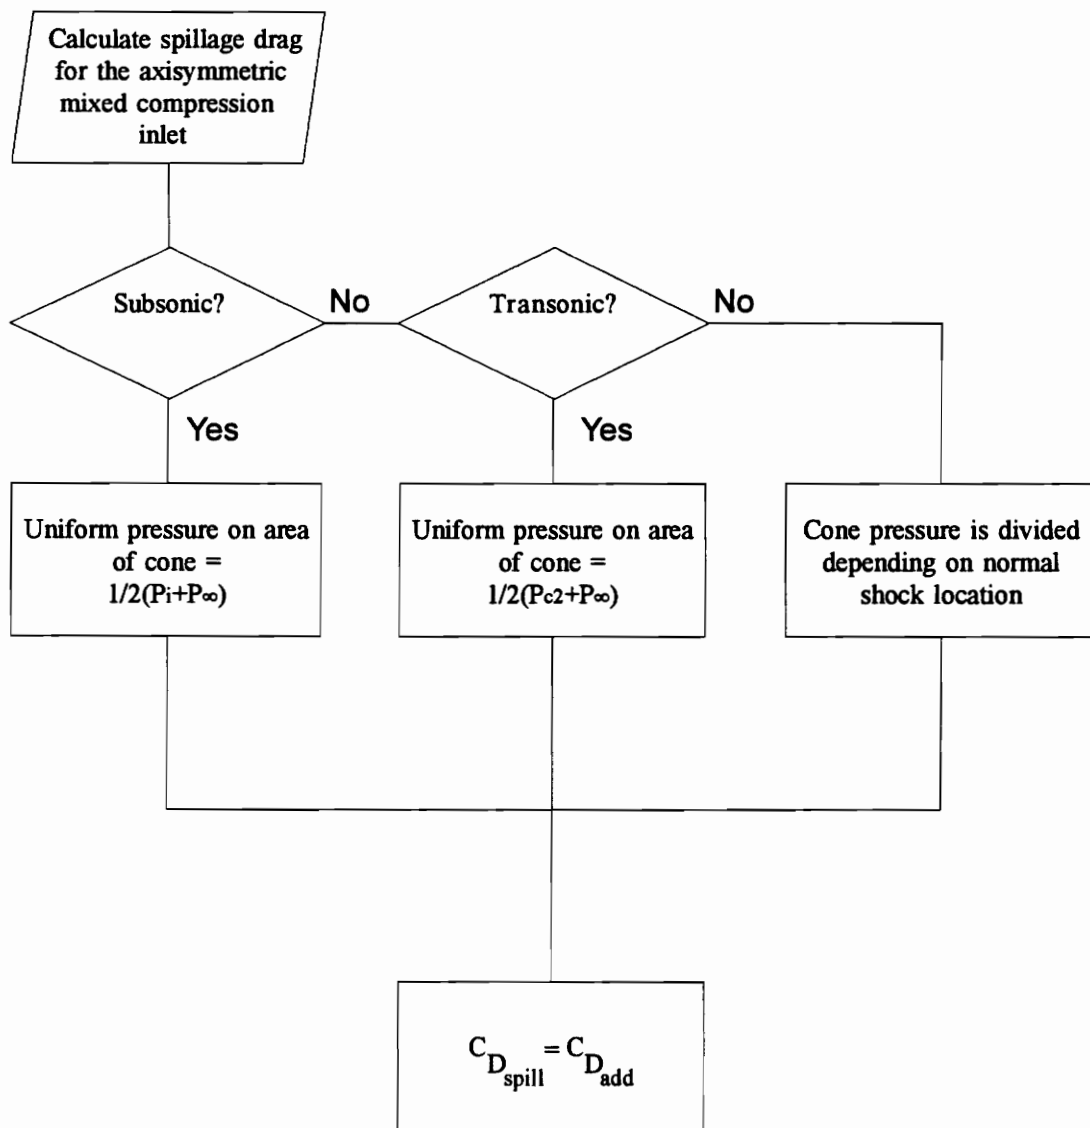 Calculate spillage drag
for the axisymmetric
mixed compression
inlet
Subsonic?
No
Transonic?
No
Yes
Yes
Uniform pressure on area
of cone =
1/2(Pi+P∞)
Uniform pressure on area
of cone =
1/2(Pc2+P∞)
Cone pressure is divided
depending on normal
shock location
C_D_spill = C_D_add